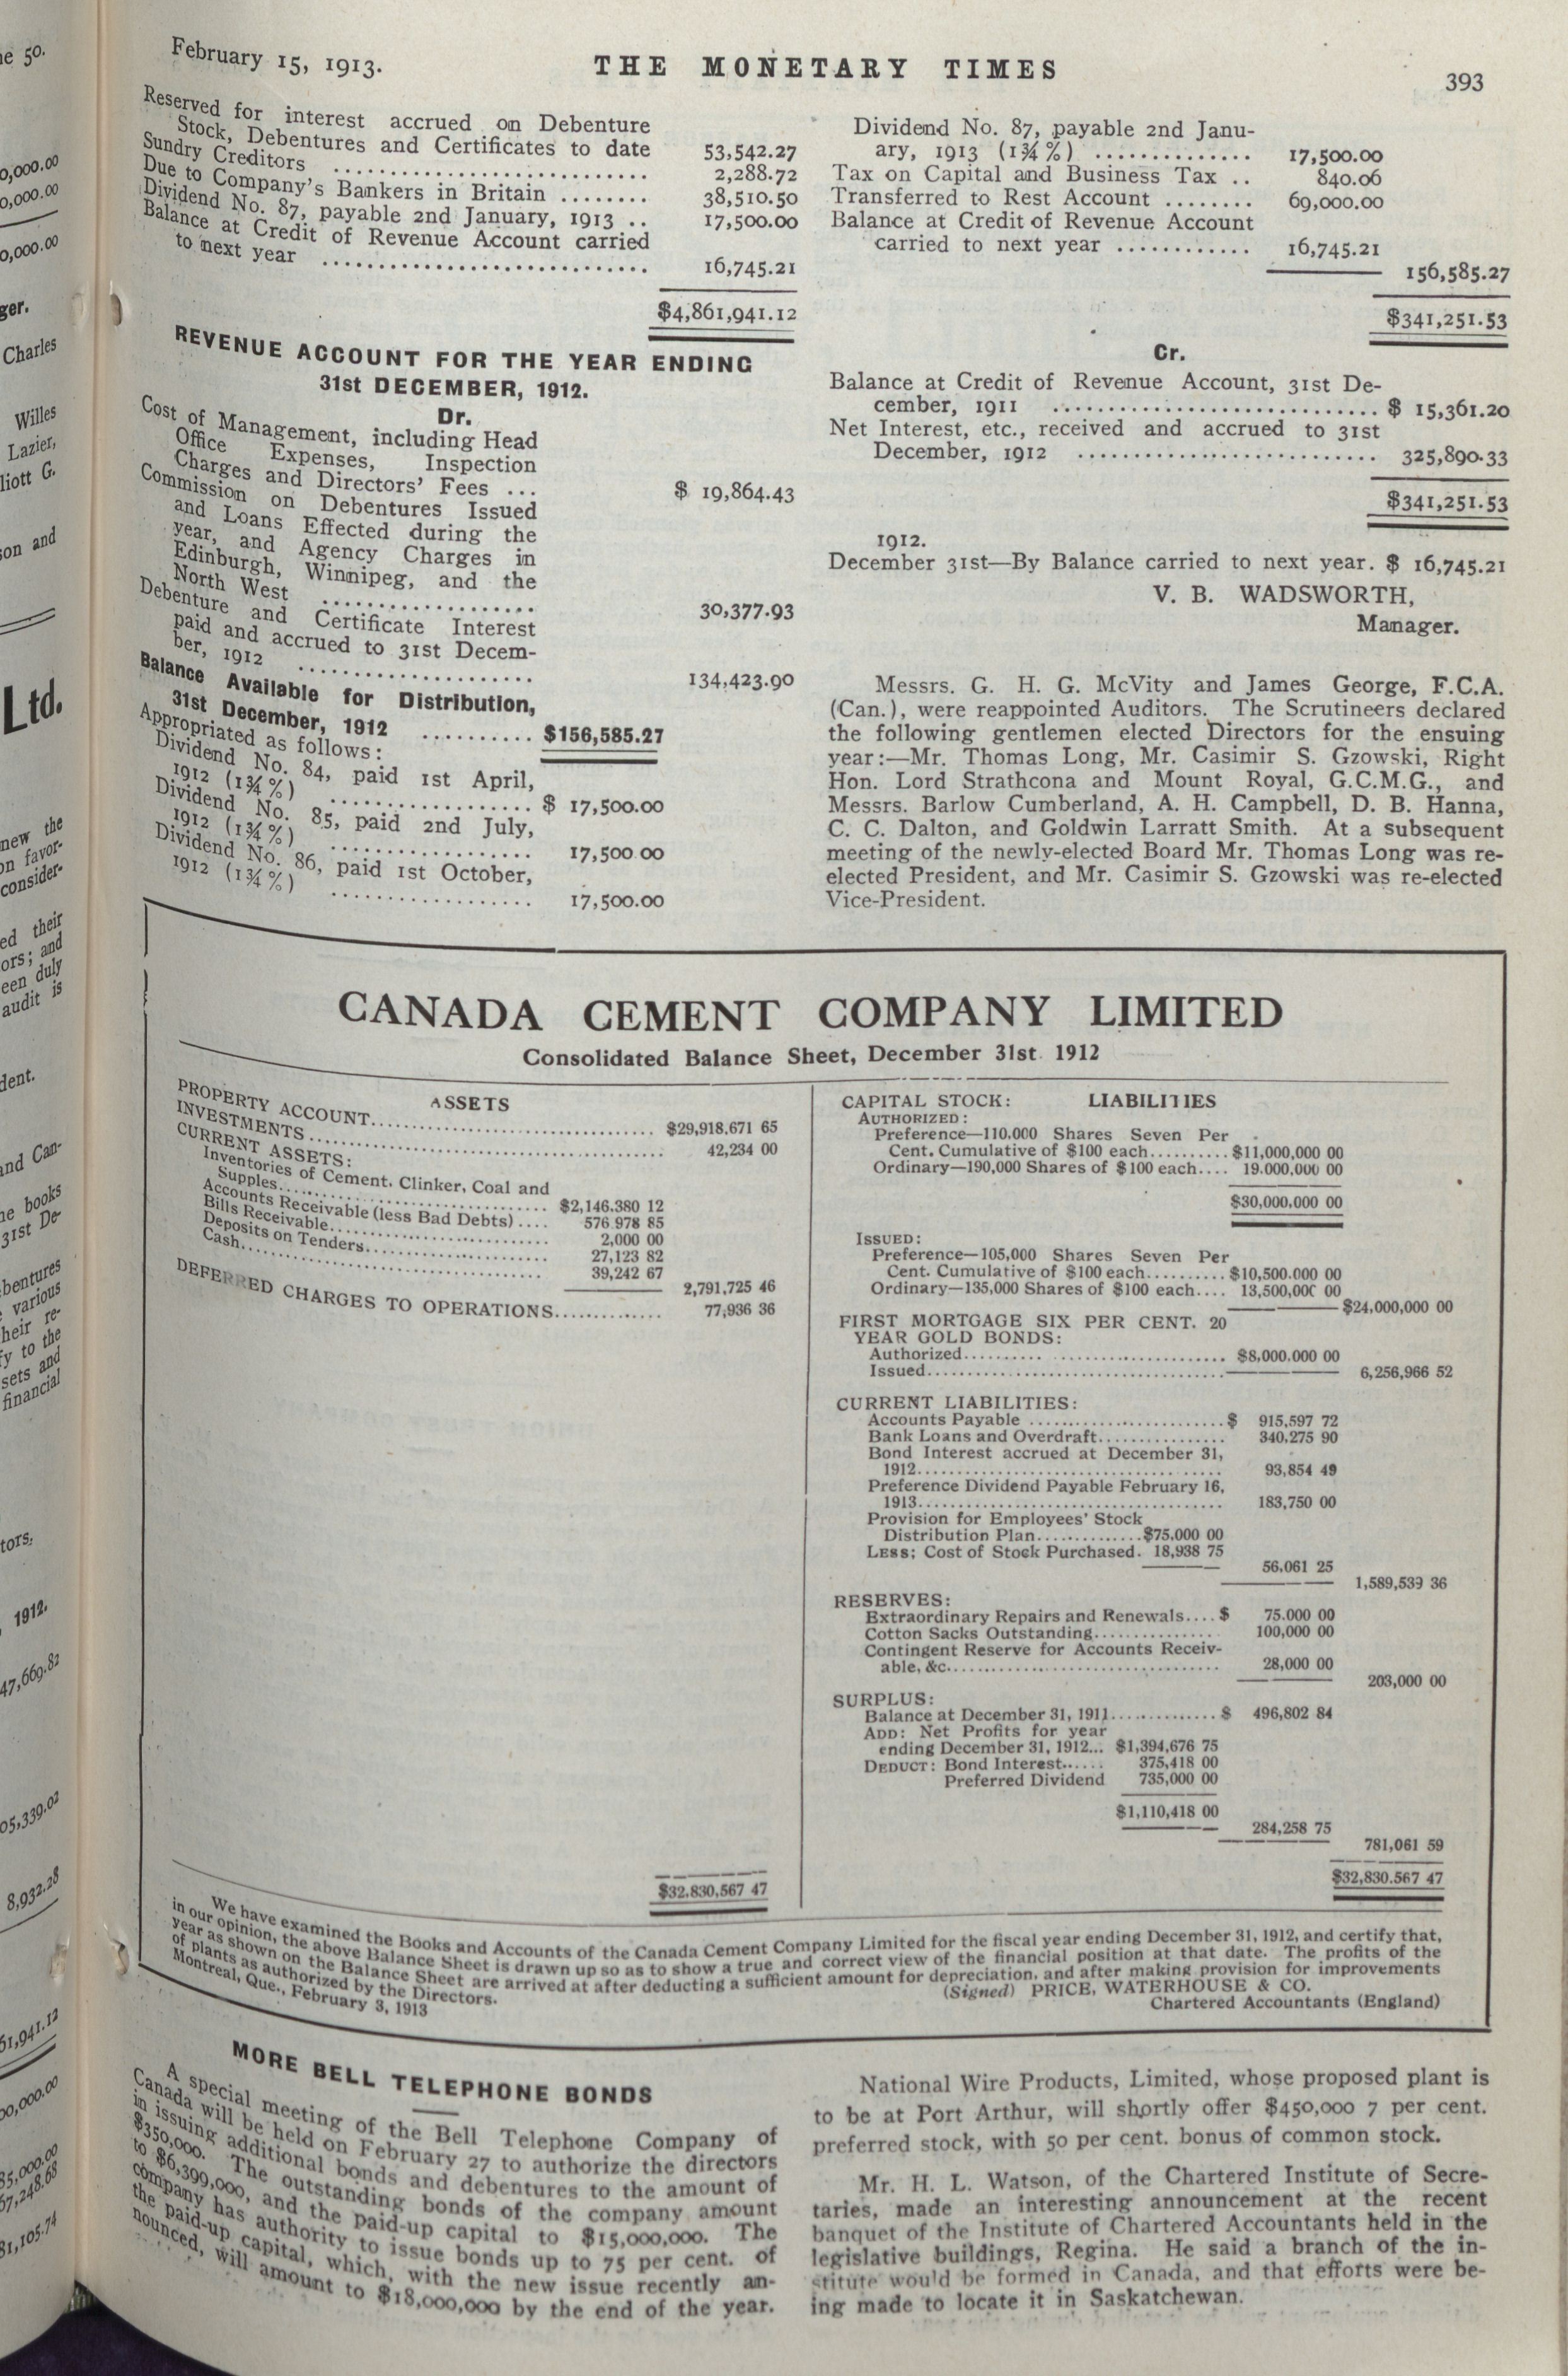 February 15, 1913.
THE MONETARY TIMES
393
Reserved for interest accrued on Debenture
Stock, Debentures and Certificates to date 53,542.27
Sundry Creditors ............................ 2,288.72
Due to Company's Bankers in Britain ........ 38,510.50
Dividend No. 87, payable 2nd January, 1913 .. 17,500.00
Balance at Credit of Revenue Account carried
to next year ............................. 16,745.21
$4,861,941.12
REVENUE ACCOUNT FOR THE YEAR ENDING
31st DECEMBER, 1912.
Dr.
Cost of Management, including Head
Office Expenses, Inspection
Charges and Directors' Fees ... $ 19,864.43
Commission on Debentures Issued
and Loans Effected during the
year, and Agency Charges in
Edinburgh, Winnipeg, and the
North West .................. 30,377.93
Debenture and Certificate Interest
paid and accrued to 31st Decem-
ber, 1912 .................... 134,423.90
Balance Available for Distribution,
31st December, 1912 .......... $156,585.27
Appropriated as follows:
Dividend No. 84, paid 1st April,
1912 (1¾%) .................. $ 17,500.00
Dividend No. 85, paid 2nd July,
1912 (1¾%) .................. 17,500.00
Dividend No. 86, paid 1st October,
1912 (1¾%) .................. 17,500.00
Dividend No. 87, payable 2nd Janu-
ary, 1913 (1¾%) .............. 17,500.00
Tax on Capital and Business Tax .. 840.06
Transferred to Rest Account ........ 69,000.00
Balance at Credit of Revenue Account
carried to next year ............ 16,745.21
156,585.27
$341,251.53
Cr.
Balance at Credit of Revenue Account, 31st De-
cember, 1911 ............................ $ 15,361.20
Net Interest, etc., received and accrued to 31st
December, 1912 .......................... 325,890.33
$341,251.53
1912.
December 31st—By Balance carried to next year. $ 16,745.21
V. B. WADSWORTH,
Manager.
Messrs. G. H. G. McVity and James George, F.C.A.
(Can.), were reappointed Auditors. The Scrutineers declared
the following gentlemen elected Directors for the ensuing
year:—Mr. Thomas Long, Mr. Casimir S. Gzowski, Right
Hon. Lord Strathcona and Mount Royal, G.C.M.G., and
Messrs. Barlow Cumberland, A. H. Campbell, D. B. Hanna,
C. C. Dalton, and Goldwin Larratt Smith. At a subsequent
meeting of the newly-elected Board Mr. Thomas Long was re-
elected President, and Mr. Casimir S. Gzowski was re-elected
Vice-President.
CANADA CEMENT COMPANY LIMITED
Consolidated Balance Sheet, December 31st 1912
ASSETS
PROPERTY ACCOUNT.................................. $29,918.671 65
INVESTMENTS........................................... 42,234 00
CURRENT ASSETS:
Inventories of Cement. Clinker, Coal and
Supples................................. $2,146.380 12
Accounts Receivable (less Bad Debts).... 576.978 85
Bills Receivable........................... 2,000 00
Deposits on Tenders....................... 27,123 82
Cash....................................... 39,242 67
2,791,725 46
DEFERRED CHARGES TO OPERATIONS.............. 77,936 36
$32.830,567 47
LIABILITIES
CAPITAL STOCK:
AUTHORIZED:
Preference—110.000 Shares Seven Per
Cent. Cumulative of $100 each.......... $11,000,000 00
Ordinary—190,000 Shares of $100 each.... 19.000,000 00
$30,000.000 00
ISSUED:
Preference—105,000 Shares Seven Per
Cent. Cumulative of $100 each.......... $10,500.000 00
Ordinary—135,000 Shares of $100 each.... 13,500,000 00
$24,000,000 00
FIRST MORTGAGE SIX PER CENT. 20
YEAR GOLD BONDS:
Authorized.......... ...................... $8,000.000 00
Issued.................................... 6,256,966 52
CURRENT LIABILITIES:
Accounts Payable ........................ $ 915,597 72
Bank Loans and Overdraft................ 340,275 90
Bond Interest accrued at December 31,
1912..................................... 93,854 49
Preference Dividend Payable February 16,
1913..................................... 183,750 00
Provision for Employees' Stock
Distribution Plan.............. $75.000 00
LESS; Cost of Stock Purchased. 18,938 75
56,061 25
1,589,539 36
RESERVES:
Extraordinary Repairs and Renewals.... $ 75.000 00
Cotton Sacks Outstanding............... 100,000 00
Contingent Reserve for Accounts Receiv-
able, &c.................................. 28,000 00
203,000 00
SURPLUS:
Balance at December 31, 1911.............. $ 496,802 84
ADD: Net Profits for year
ending December 31, 1912... $1,394,676 75
DEDUCT: Bond Interest...... 375,418 00
Preferred Dividend 735,000 00
$1,110,418 00
284,258 75
781,061 59
$32,830.567 47
We have examined the Books and Accounts of the Canada Cement Company Limited for the fiscal year ending December 31, 1912, and certify that,
in our opinion, the above Balance Sheet is drawn up so as to show a true and correct view of the financial position at that date. The profits of the
year as shown on the Balance Sheet are arrived at after deducting a sufficient amount for depreciation, and after making provision for improvements
of plants as authorized by the Directors.
(Signed) PRICE, WATERHOUSE & CO.
Montreal, Que., February 3, 1913
Chartered Accountants (England)
MORE BELL TELEPHONE BONDS
A special meeting of the Bell Telephone Company of
Canada will be held on February 27 to authorize the directors
in issuing additional bonds and debentures to the amount of
$350,000. The outstanding bonds of the company amount
to $6,399,000, and the paid-up capital to $15,000,000. The
company has authority to issue bonds up to 75 per cent. of
the paid-up capital, which, with the new issue recently an-
nounced, will amount to $18,000,000 by the end of the year.
National Wire Products, Limited, whose proposed plant is
to be at Port Arthur, will shortly offer $450,000 7 per cent.
preferred stock, with 50 per cent. bonus of common stock.
Mr. H. L. Watson, of the Chartered Institute of Secre-
taries, made an interesting announcement at the recent
banquet of the Institute of Chartered Accountants held in the
legislative buildings, Regina. He said a branch of the in-
stitute would be formed in Canada, and that efforts were be-
ing made to locate it in Saskatchewan.